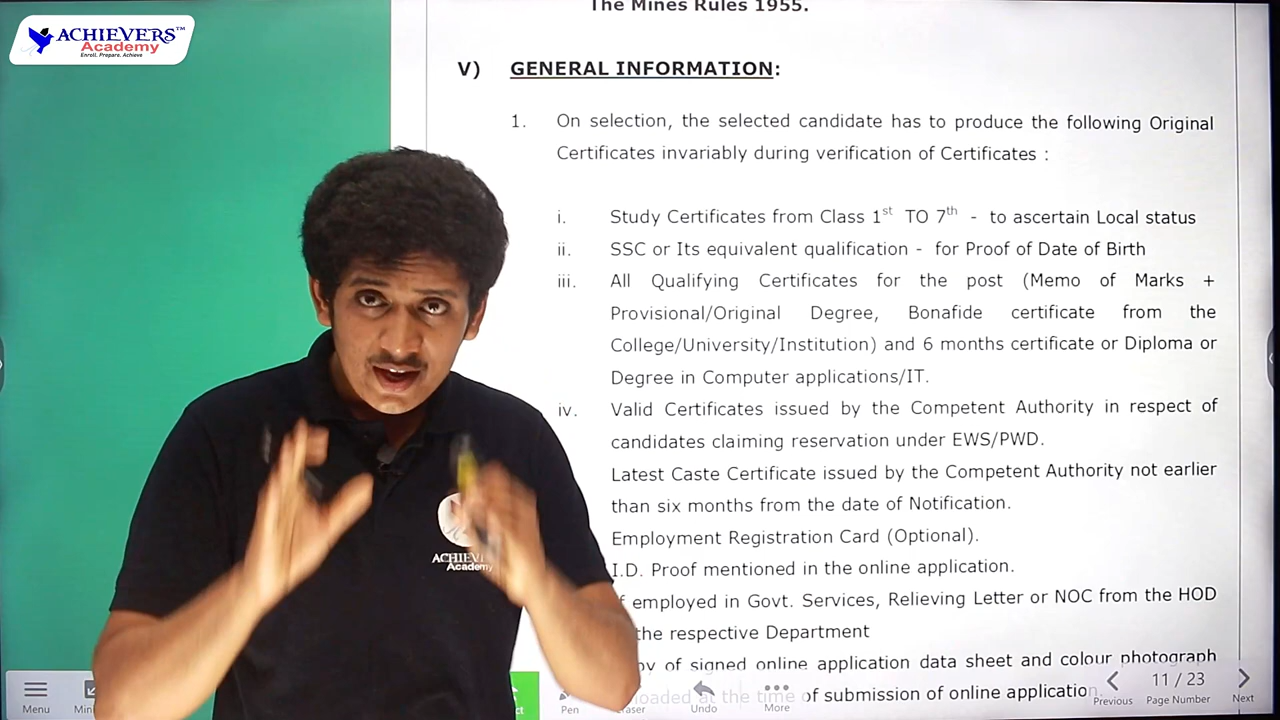 ACHIEVERS™
Academy
Enroll. Prepare. Achieve
The Mines Rules 1955.
V) GENERAL INFORMATION:
1. On selection, the selected candidate has to produce the following Original
Certificates invariably during verification of Certificates :
i. Study Certificates from Class 1st TO 7th - to ascertain Local status
ii. SSC or Its equivalent qualification - for Proof of Date of Birth
iii. All Qualifying Certificates for the post (Memo of Marks +
Provisional/Original Degree, Bonafide certificate from the
College/University/Institution) and 6 months certificate or Diploma or
Degree in Computer applications/IT.
iv. Valid Certificates issued by the Competent Authority in respect of
candidates claiming reservation under EWS/PWD.
Latest Caste Certificate issued by the Competent Authority not earlier
than six months from the date of Notification.
Employment Registration Card (Optional).
I.D. Proof mentioned in the online application.
employed in Govt. Services, Relieving Letter or NOC from the HOD
the respective Department
of signed online application data sheet and colour photograph
at the time of submission of online application.
ACHIEV
Academy
Menu
Pen
Undo
More
Previous
11 / 23
Page Number
Next